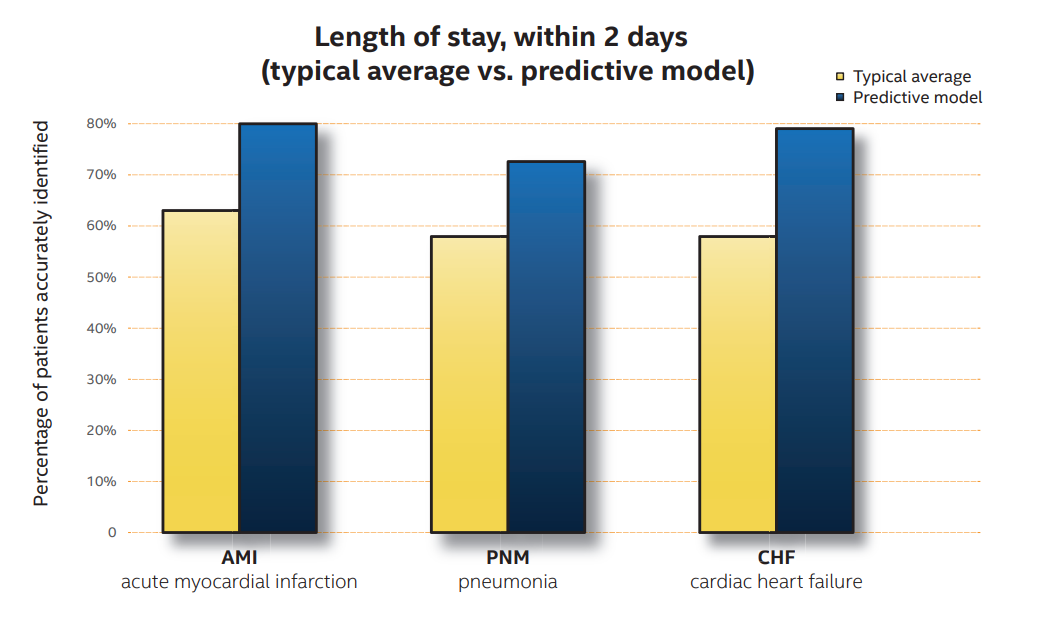 Length of stay, within 2 days
(typical average vs. predictive model)
Typical average
Predictive model
Percentage of patients accurately identified
80%
70%
60%
50%
40%
30%
20%
10%
0
AMI
acute myocardial infarction
PNM
pneumonia
CHF
cardiac heart failure